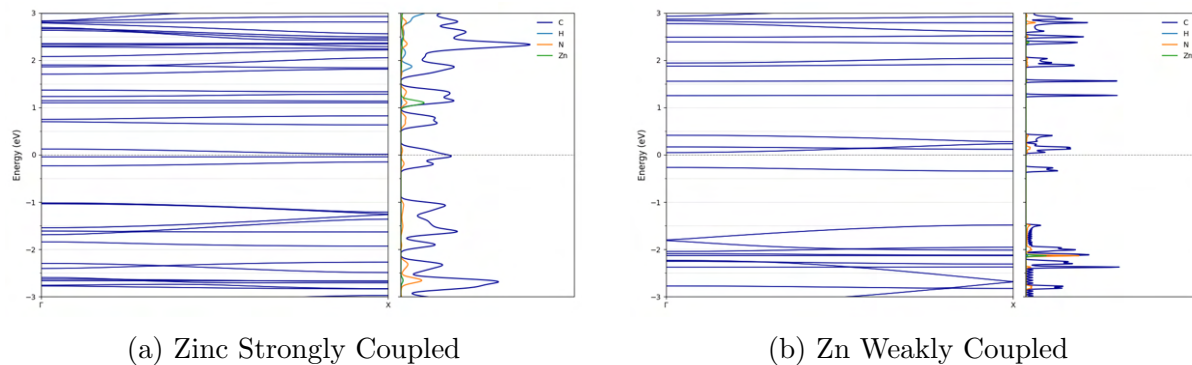 3
2
1
0
−1
−2
−3
Energy (eV)
Γ
X
C
H
N
Zn
(a) Zinc Strongly Coupled
3
2
1
0
−1
−2
−3
Energy (eV)
Γ
X
C
H
N
Zn
(b) Zn Weakly Coupled